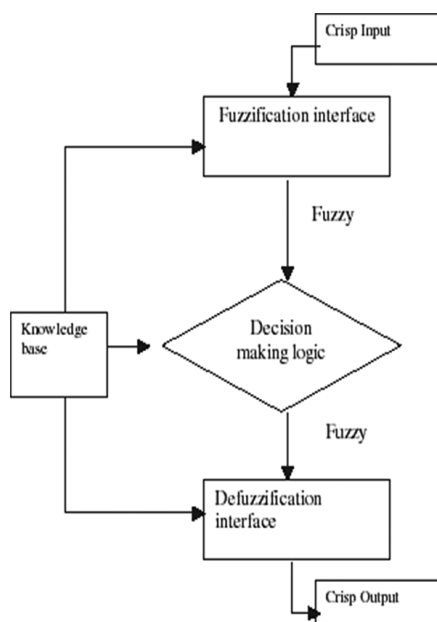 Crisp Input
Fuzzification interface
Fuzzy
Knowledge
base
Decision
making logic
Fuzzy
Defuzzification
interface
Crisp Output